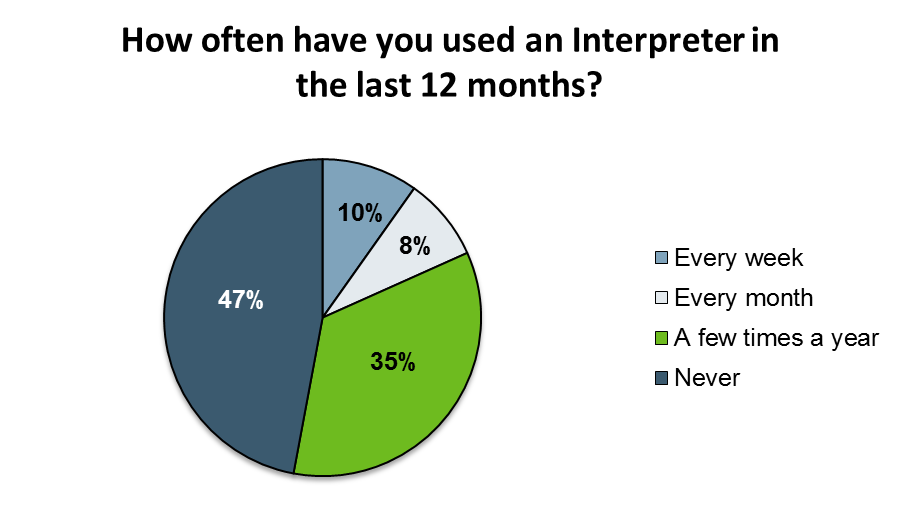 How often have you used an Interpreter in
the last 12 months?
10%
8%
47%
35%
Every week
Every month
A few times a year
Never